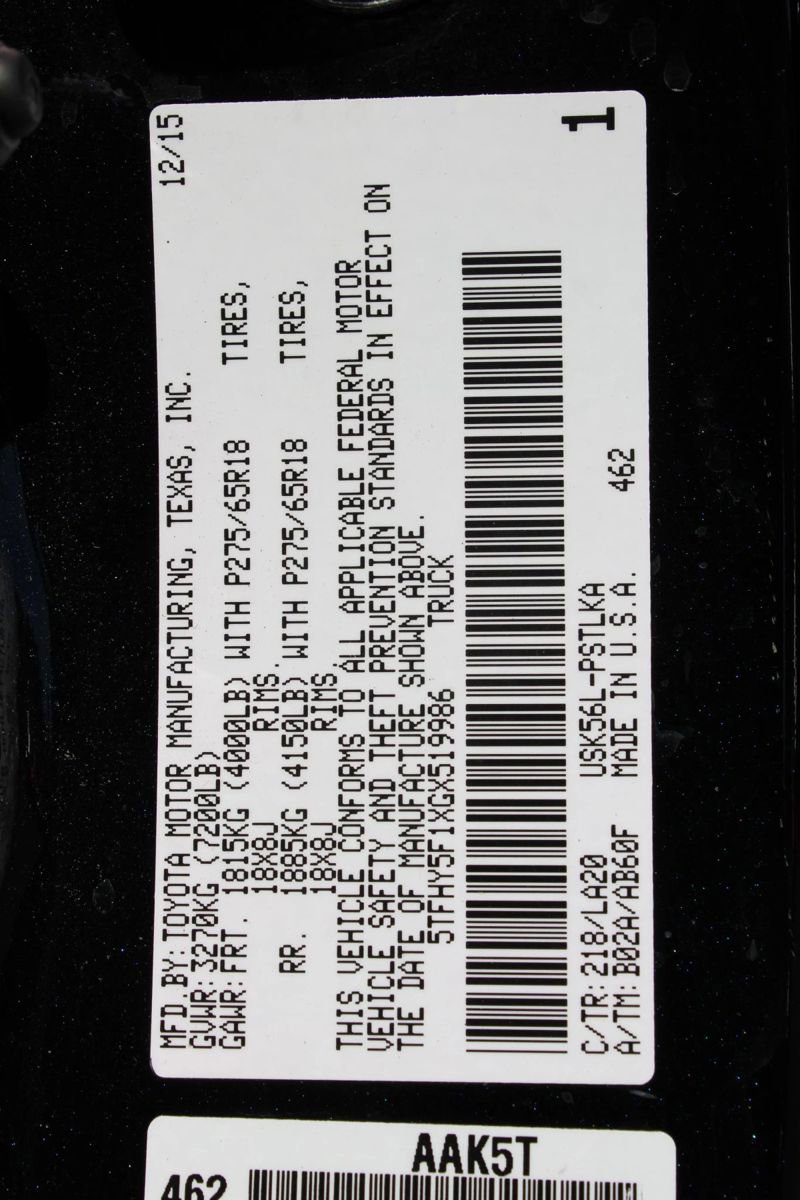 MFD.BY:TOYOTA MOTOR MANUFACTURING, TEXAS, INC. 12/15
GVWR:3270KG (7200LB)
GAWR:FRT. 1815KG (4000LB) WITH P275/65R18 TIRES,
18X8J RIMS.
RR. 1885KG (4150LB) WITH P275/65R18 TIRES,
18X8J RIMS.
THIS VEHICLE CONFORMS TO ALL APPLICABLE FEDERAL MOTOR
VEHICLE SAFETY AND THEFT PREVENTION STANDARDS IN EFFECT ON
THE DATE OF MANUFACTURE SHOWN ABOVE.
5TFHY5F1XGX519986 TRUCK
C/TR:218/LA20 USK56L-PSTLKA 1
A/TM:B02A/AB60F MADE IN U.S.A. 462
AAK5T
462